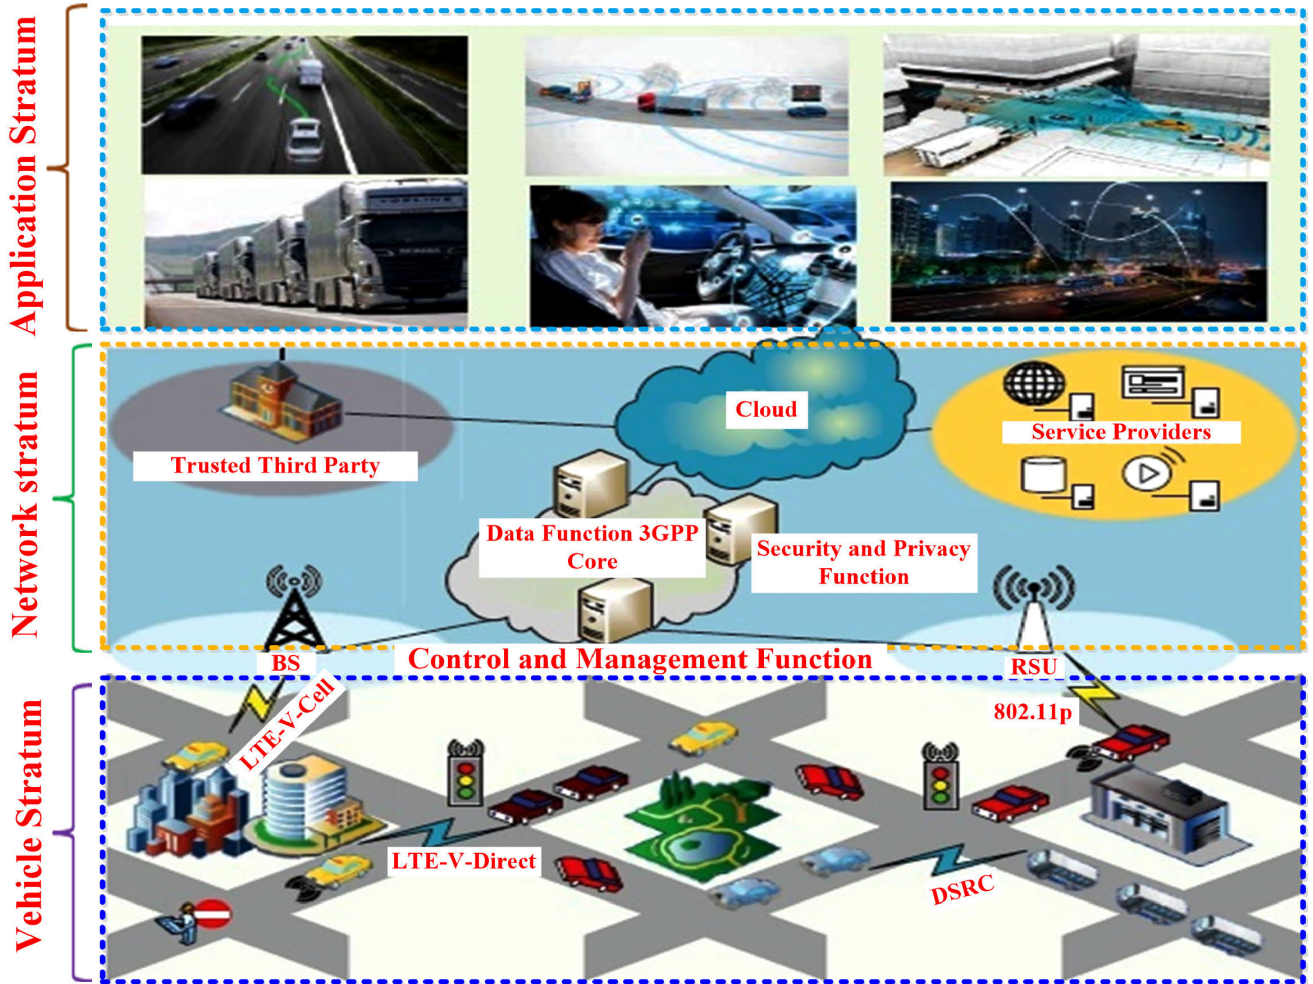 Application Stratum
Network stratum
Vehicle Stratum
Cloud
Service Providers
Trusted Third Party
Data Function 3GPP
Core
Security and Privacy
Function
BS
Control and Management Function
RSU
LTE-V-Cell
802.11p
LTE-V-Direct
DSRC